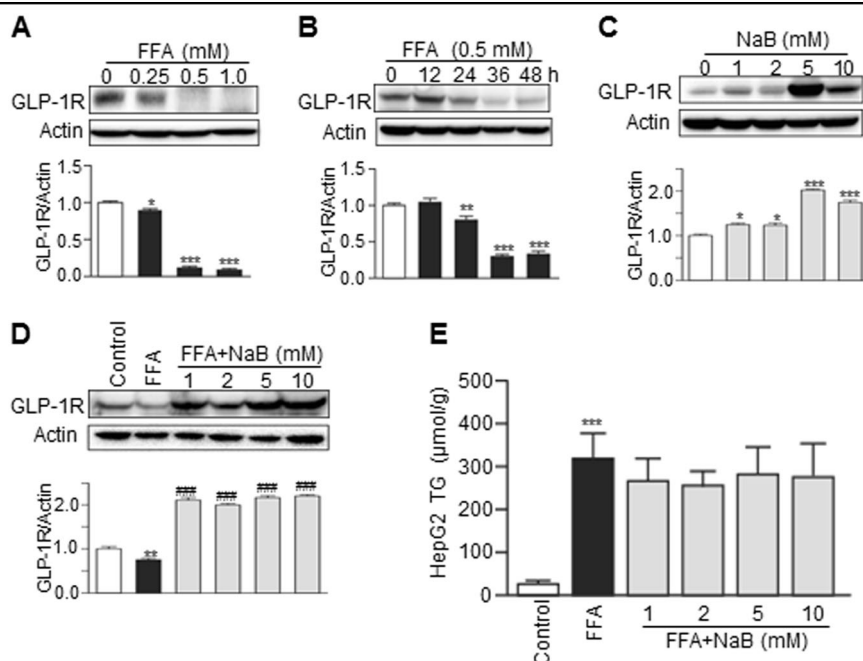 A
FFA (mM)
0 0.25 0.5 1.0
GLP-1R
Actin
GLP-1R/Actin
1.5
1.0
0.5
0.0
*
***
***
B
FFA (0.5 mM)
0 12 24 36 48 h
GLP-1R
Actin
GLP-1R/Actin
1.5
1.0
0.5
0.0
**
***
***
C
NaB (mM)
0 1 2 5 10
GLP-1R
Actin
GLP-1R/Actin
2.0
1.0
0.0
*
*
***
***
D
Control
FFA
FFA+NaB (mM)
1 2 5 10
GLP-1R
Actin
GLP-1R/Actin
2.0
1.0
0.0
**
###
###
###
###
E
HepG2 TG (μmol/g)
500
400
300
200
100
0
***
Control
FFA
1 2 5 10
FFA+NaB (mM)